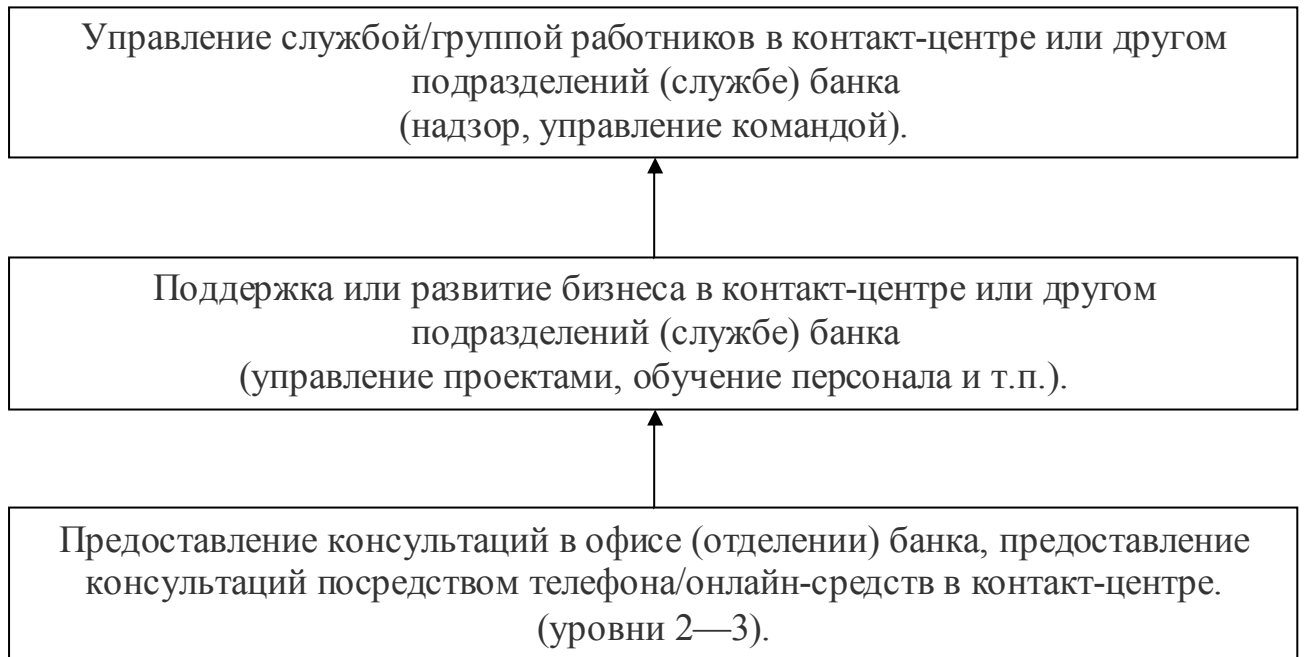 Управление службой/группой работников в контакт-центре или другом
подразделений (службе) банка
(надзор, управление командой).
Поддержка или развитие бизнеса в контакт-центре или другом
подразделений (службе) банка
(управление проектами, обучение персонала и т.п.).
Предоставление консультаций в офисе (отделении) банка, предоставление
консультаций посредством телефона/онлайн-средств в контакт-центре.
(уровни 2—3).